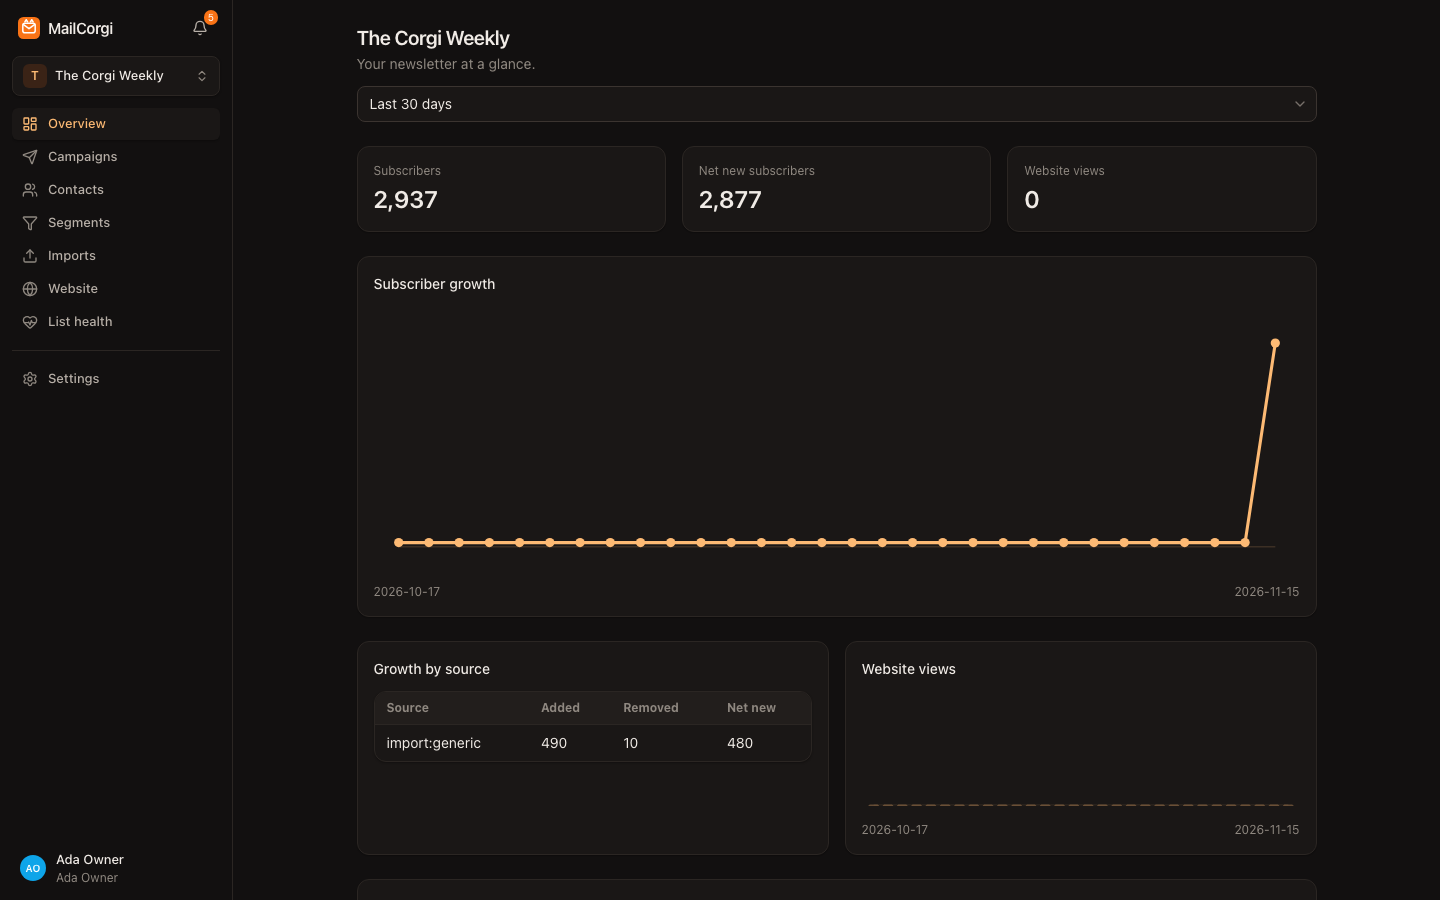 MailCorgi
5
T
The Corgi Weekly
Overview
Campaigns
Contacts
Segments
Imports
Website
List health
Settings
AO
Ada Owner
Ada Owner
The Corgi Weekly
Your newsletter at a glance.
Last 30 days
Subscribers
2,937
Net new subscribers
2,877
Website views
0
Subscriber growth
2026-10-17
2026-11-15
Growth by source
Source Added Removed Net new
import:generic 490 10 480
Website views
2026-10-17
2026-11-15